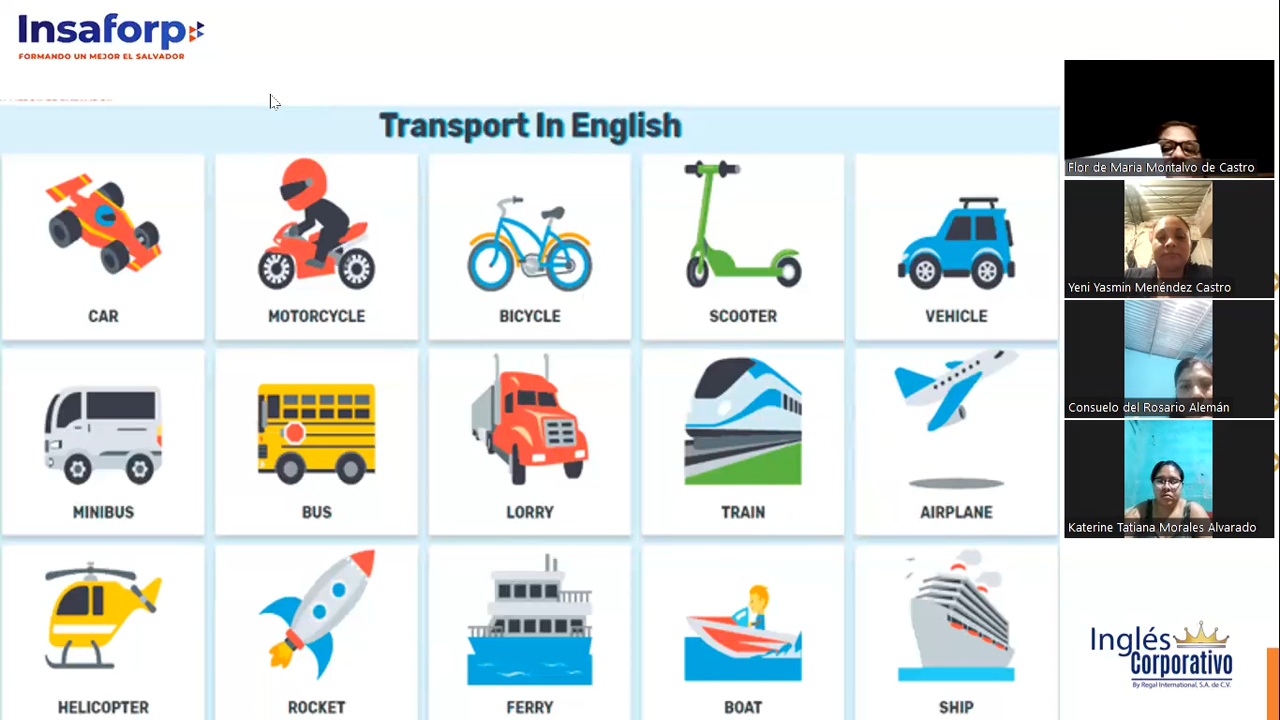 Insaforp
FORMANDO UN MEJOR EL SALVADOR
Transport In English
CAR
MOTORCYCLE
BICYCLE
SCOOTER
VEHICLE
MINIBUS
BUS
LORRY
TRAIN
AIRPLANE
HELICOPTER
ROCKET
FERRY
BOAT
SHIP
Flor de Maria Montalvo de Castro
Yeni Yasmin Menéndez Castro
Consuelo del Rosario Alemán
Katerine Tatiana Morales Alvarado
Inglés
Corporativo
By Regal International, S.A. de C.V.